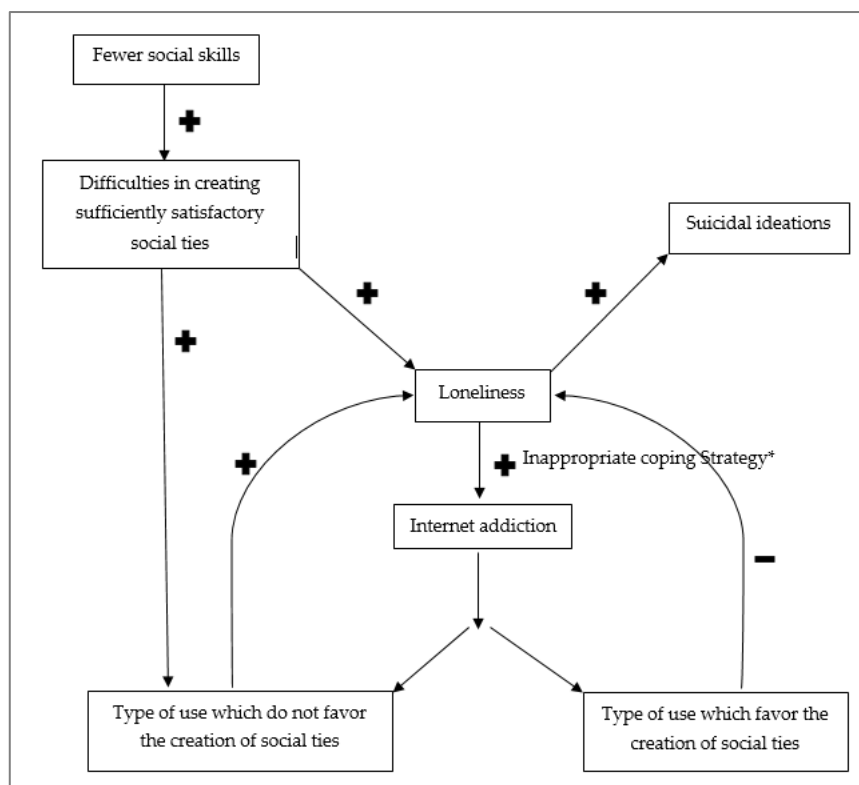 Fewer social skills
Difficulties in creating
sufficiently satisfactory
social ties
Suicidal ideations
Loneliness
Inappropriate coping Strategy*
Internet addiction
Type of use which do not favor
the creation of social ties
Type of use which favor the
creation of social ties